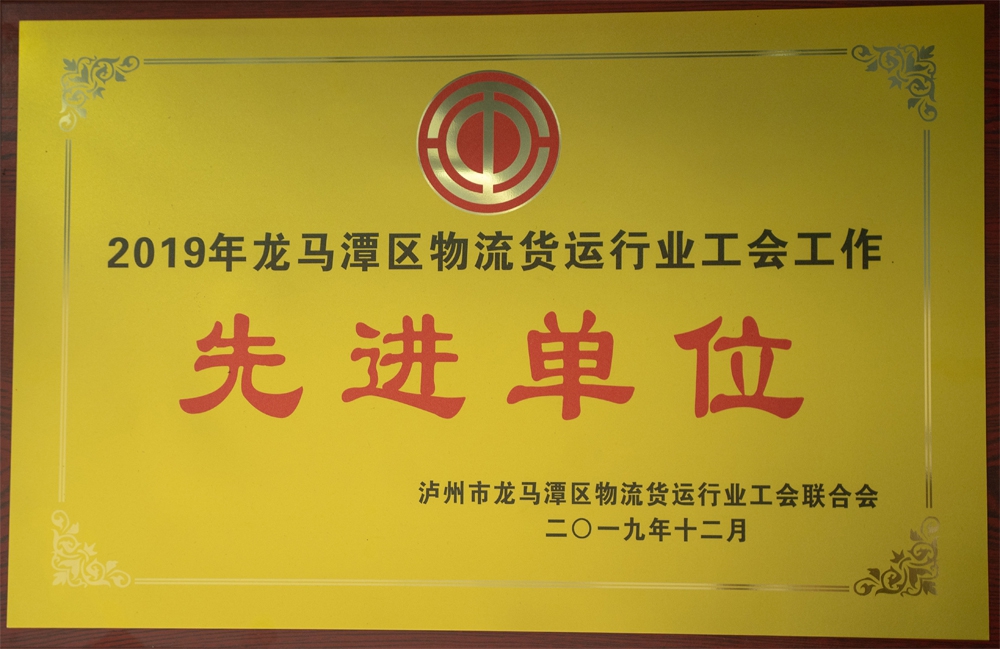 2019年龙马潭区物流货运行业工会工作
先进单位
泸州市龙马潭区物流货运行业工会联合会
二〇一九年十二月